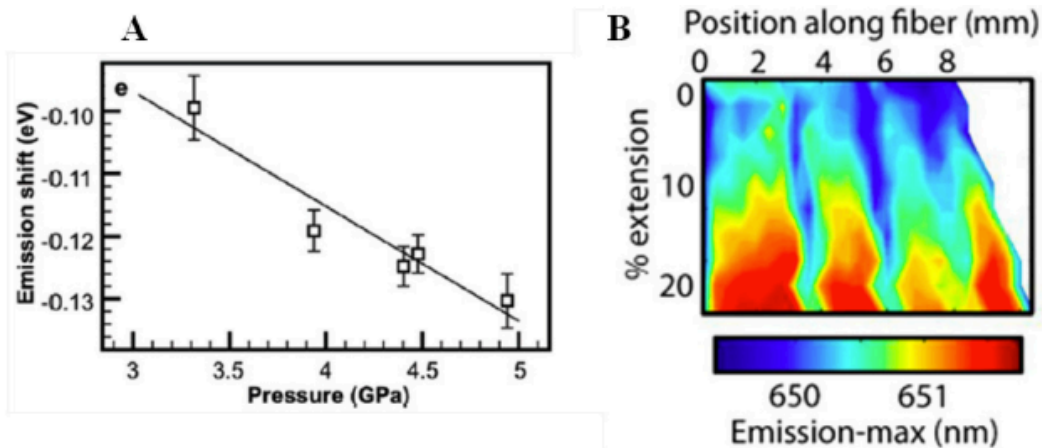 A
e
Emission shift (eV)
-0.10
-0.11
-0.12
-0.13
3 3.5 4 4.5 5
Pressure (GPa)
B
Position along fiber (mm)
0 2 4 6 8
% extension
0
10
20
650 651
Emission-max (nm)